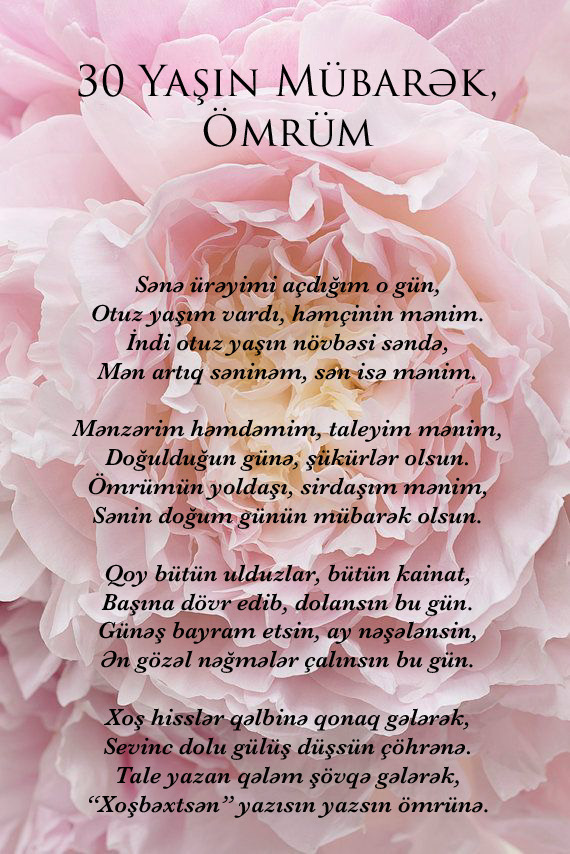 30 Yaşın Mübarək,
Ömrüm
Sənə ürəyimi açdığım o gün,
Otuz yaşım vardı, həmçinin mənim.
İndi otuz yaşın növbəsi səndə,
Mən artıq səninəm, sən isə mənim.
Mənzərim həmdəmim, taleyim mənim,
Doğulduğun günə, şükürlər olsun.
Ömrümün yoldaşı, sirdaşım mənim,
Sənin doğum günün mübarək olsun.
Qoy bütün ulduzlar, bütün kainat,
Başına dövr edib, dolansın bu gün.
Günəş bayram etsin, ay nəşələnsin,
Ən gözəl nəğmələr çalınsın bu gün.
Xoş hisslər qəlbinə qonaq gələrək,
Sevinc dolu gülüş düşsün çöhrənə.
Tale yazan qələm şövqə gələrək,
“Xoşbəxtsən” yazısın yazsın ömrünə.